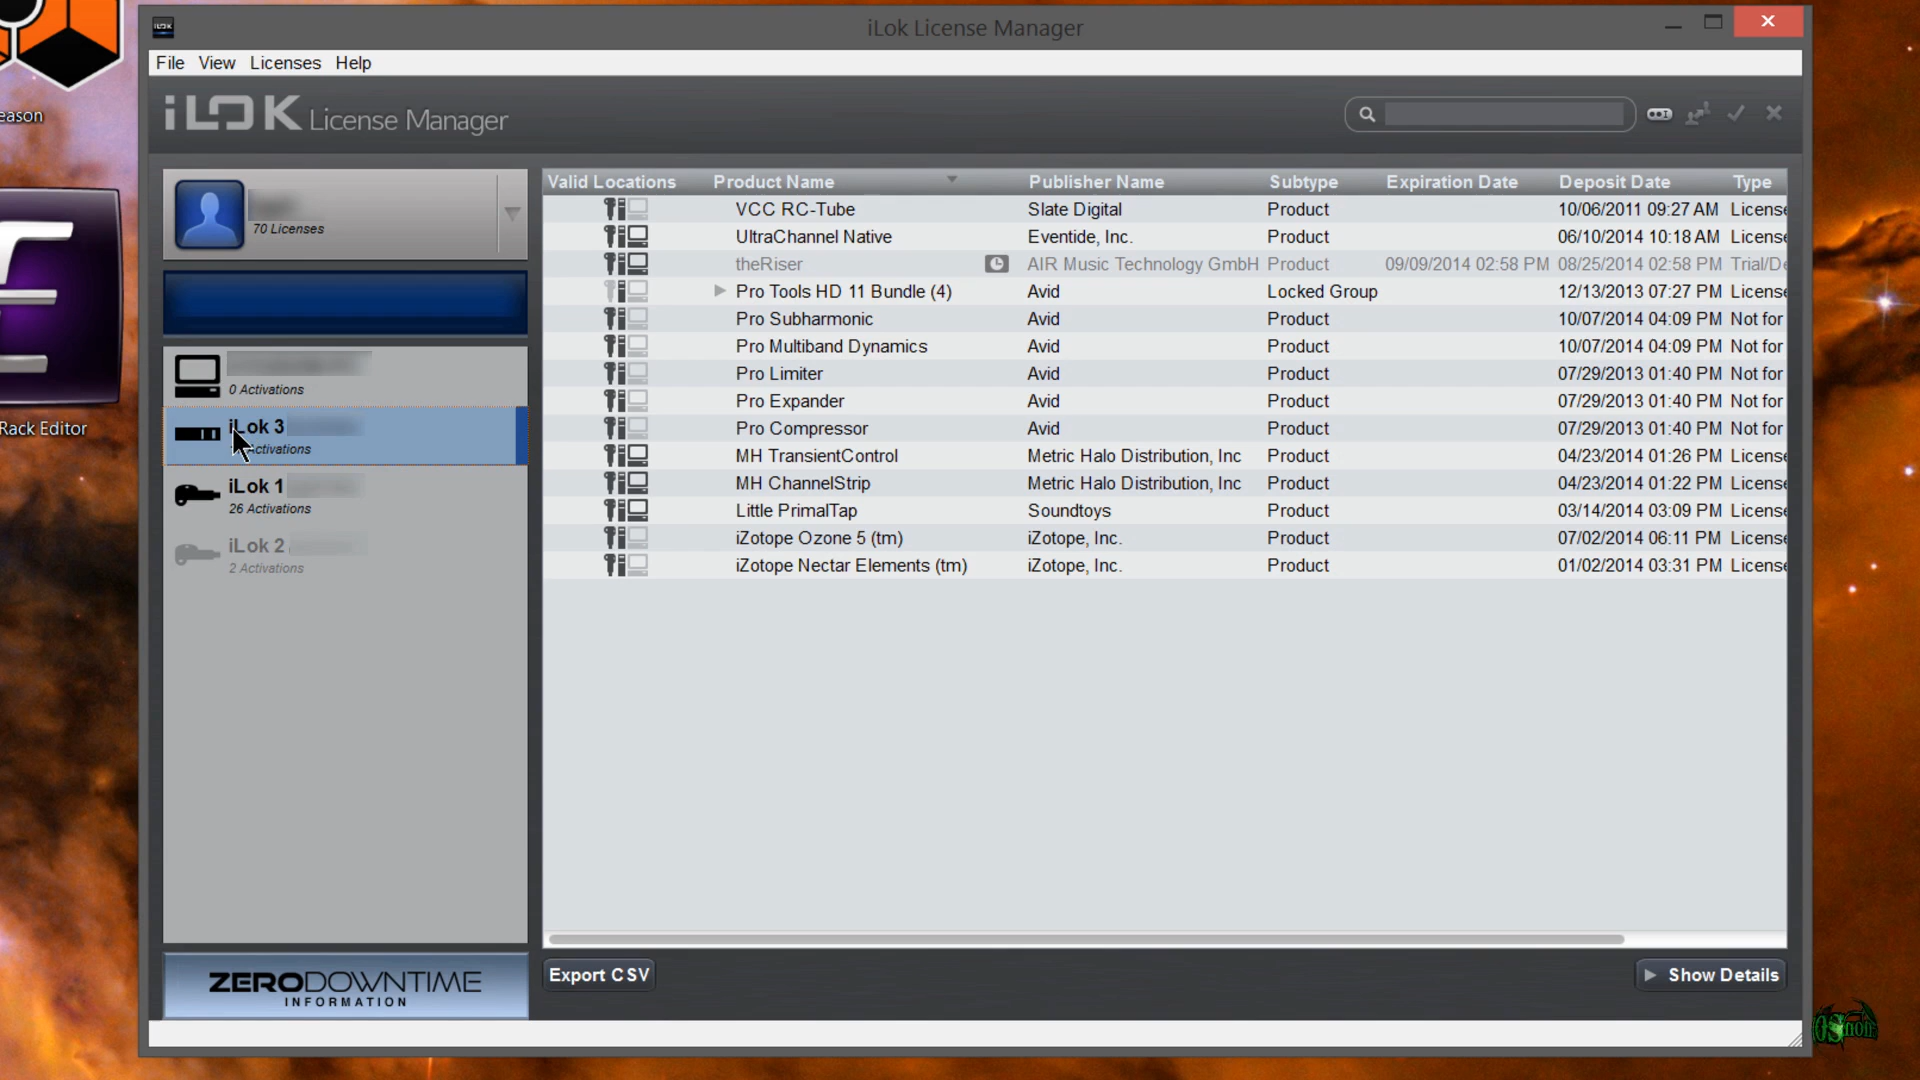 iLok License Manager
File View Licenses Help
iLOK License Manager
70 Licenses
0 Activations
iLok 3
Activations
iLok 1
26 Activations
iLok 2
2 Activations
ZERODOWNTIME
INFORMATION
Valid Locations Product Name Publisher Name Subtype Expiration Date Deposit Date Type
VCC RC-Tube Slate Digital Product 10/06/2011 09:27 AM License
UltraChannel Native Eventide, Inc. Product 06/10/2014 10:18 AM License
theRiser AIR Music Technology GmbH Product 09/09/2014 02:58 PM 08/25/2014 02:58 PM Trial/De
Pro Tools HD 11 Bundle (4) Avid Locked Group 12/13/2013 07:27 PM License
Pro Subharmonic Avid Product 10/07/2014 04:09 PM Not for
Pro Multiband Dynamics Avid Product 10/07/2014 04:09 PM Not for
Pro Limiter Avid Product 07/29/2013 01:40 PM Not for
Pro Expander Avid Product 07/29/2013 01:40 PM Not for
Pro Compressor Avid Product 07/29/2013 01:40 PM Not for
MH TransientControl Metric Halo Distribution, Inc Product 04/23/2014 01:26 PM License
MH ChannelStrip Metric Halo Distribution, Inc Product 04/23/2014 01:22 PM License
Little PrimalTap Soundtoys Product 03/14/2014 03:09 PM License
iZotope Ozone 5 (tm) iZotope, Inc. Product 07/02/2014 06:11 PM License
iZotope Nectar Elements (tm) iZotope, Inc. Product 01/02/2014 03:31 PM License
Export CSV
Show Details
eason
Rack Editor